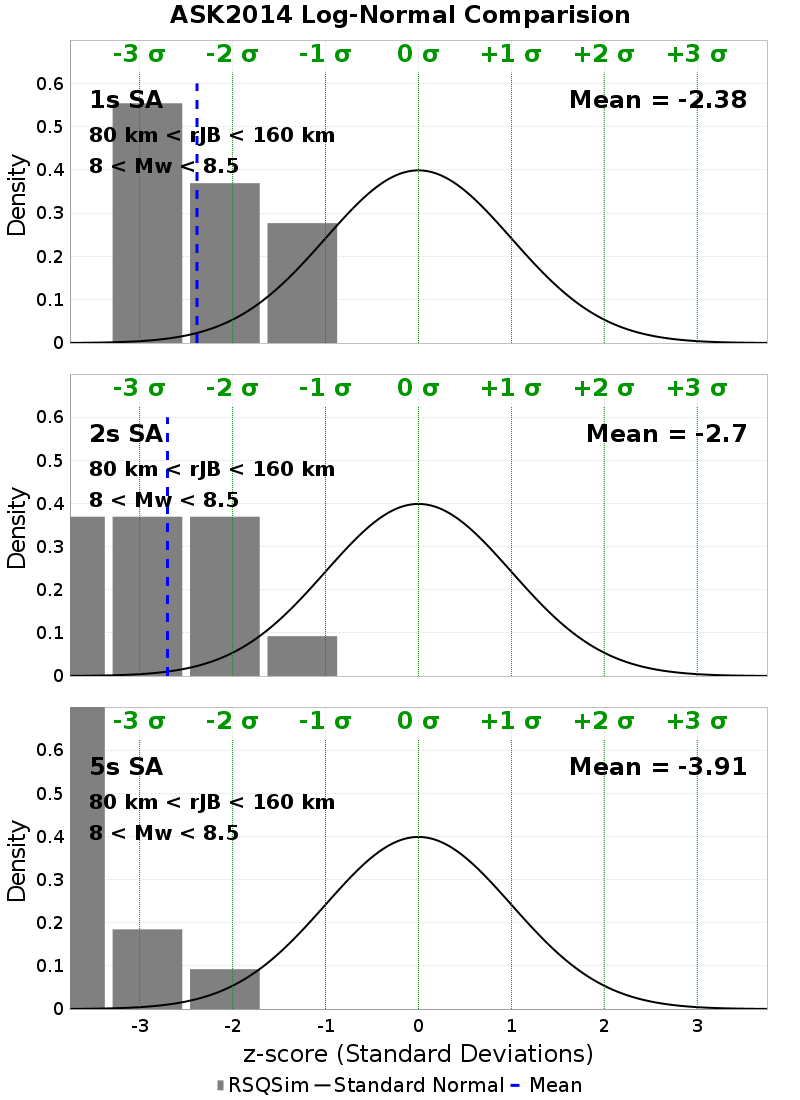 ASK2014 Log-Normal Comparision
-3 σ -2 σ -1 σ 0 σ +1 σ +2 σ +3 σ
1s SA Mean = -2.38
80 km < rJB < 160 km
8 < Mw < 8.5
Density
0.6
0.5
0.4
0.3
0.2
0.1
0
-3 σ -2 σ -1 σ 0 σ +1 σ +2 σ +3 σ
2s SA Mean = -2.7
80 km < rJB < 160 km
8 < Mw < 8.5
Density
0.6
0.5
0.4
0.3
0.2
0.1
0
-3 σ -2 σ -1 σ 0 σ +1 σ +2 σ +3 σ
5s SA Mean = -3.91
80 km < rJB < 160 km
8 < Mw < 8.5
Density
0.6
0.5
0.4
0.3
0.2
0.1
0
-3 -2 -1 0 1 2 3
z-score (Standard Deviations)
RSQSim Standard Normal Mean